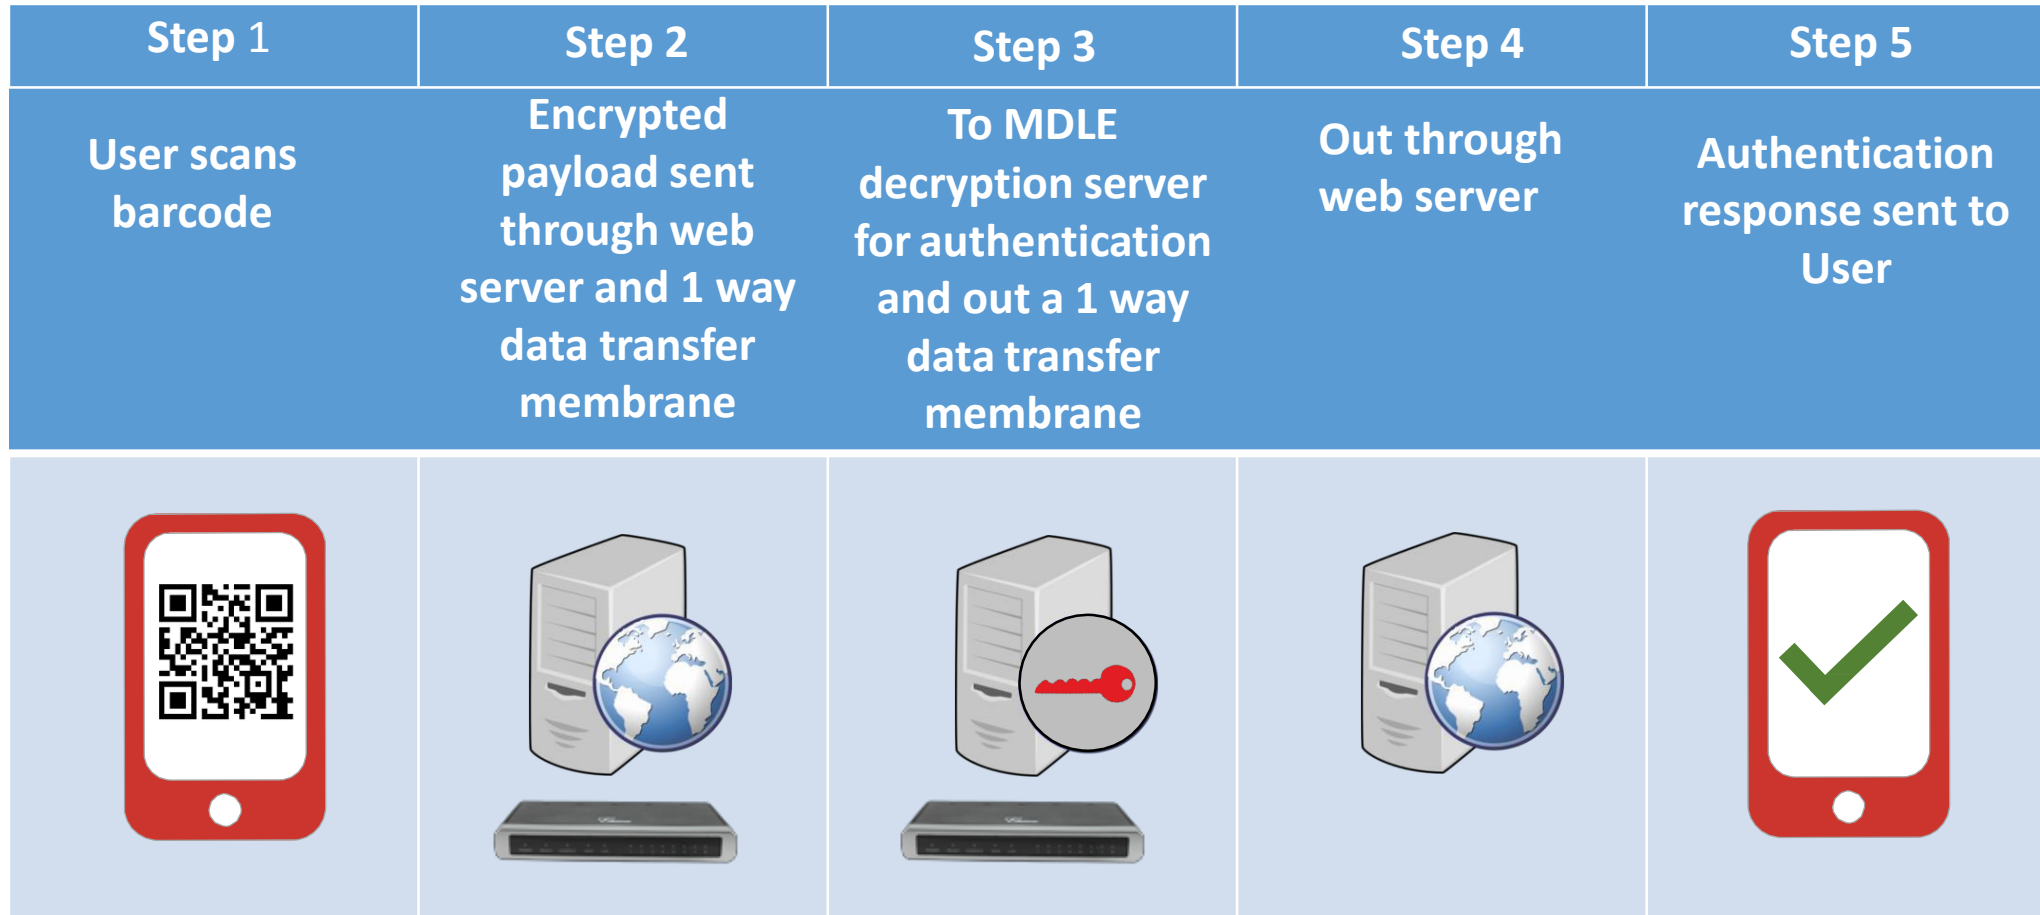 Step 1
Step 2
Step 3
Step 4
Step 5
User scans
barcode
Encrypted
payload sent
through web
server and 1 way
data transfer
membrane
To MDLE
decryption server
for authentication
and out a 1 way
data transfer
membrane
Out through
web server
Authentication
response sent to
User